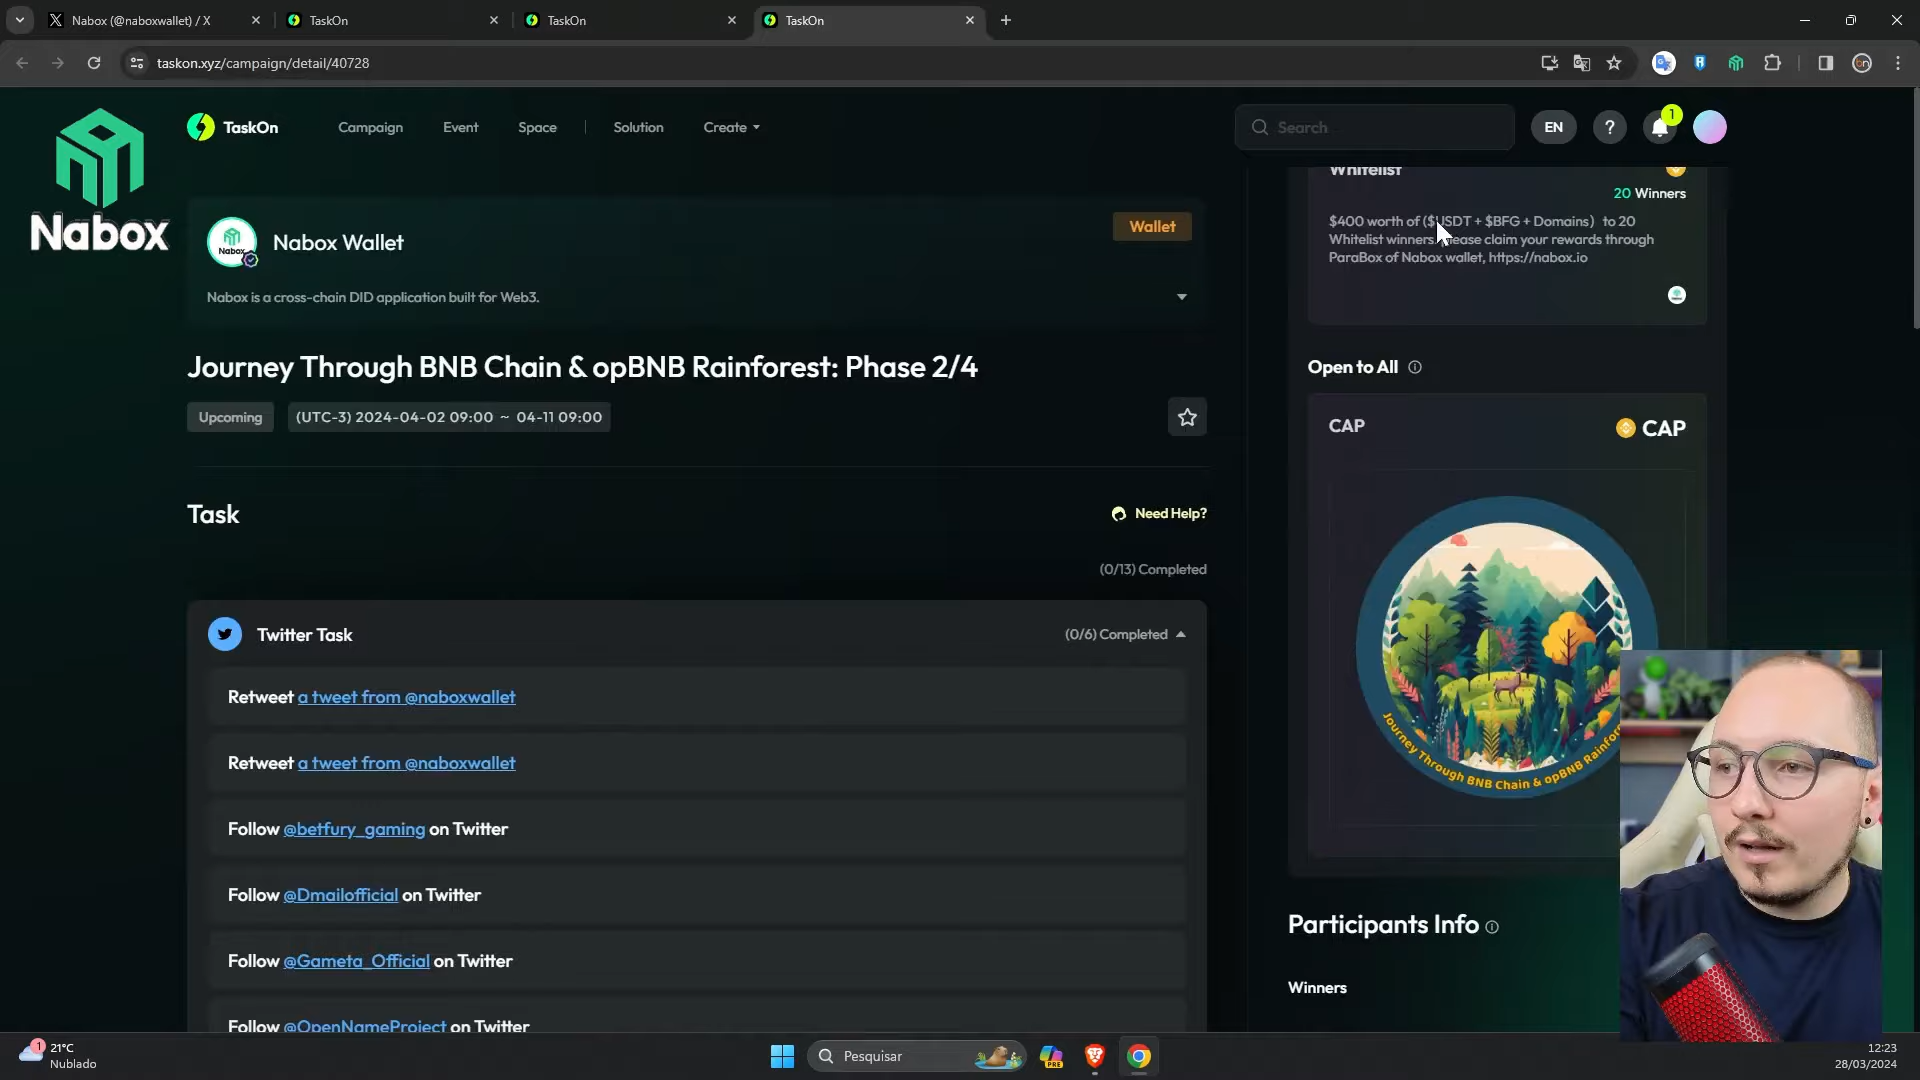 Nabox (@naboxwallet) / X
TaskOn
TaskOn
TaskOn
taskon.xyz/campaign/detail/40728
Nabox
TaskOn
Campaign
Event
Space
Solution
Create
Search
EN
?
1
Nabox Wallet
Wallet
Nabox is a cross-chain DID application built for Web3.
Journey Through BNB Chain & opBNB Rainforest: Phase 2/4
Upcoming
(UTC-3) 2024-04-02 09:00 ~ 04-11 09:00
Task
Need Help?
(0/13) Completed
Twitter Task
(0/6) Completed
Retweet a tweet from @naboxwallet
Retweet a tweet from @naboxwallet
Follow @betfury_gaming on Twitter
Follow @Dmailofficial on Twitter
Follow @Gameta_Official on Twitter
Follow @OpenNameProject on Twitter
Whitelist
20 Winners
$400 worth of ($USDT + $BFG + Domains) to 20
Whitelist winners. claim your rewards through
ParaBox of Nabox wallet, https://nabox.io
Open to All
CAP
CAP
Journey Through BNB Chain & opBNB
Participants Info
Winners
1
21°C
Nublado
Pesquisar
PRE
12:23
28/03/2024